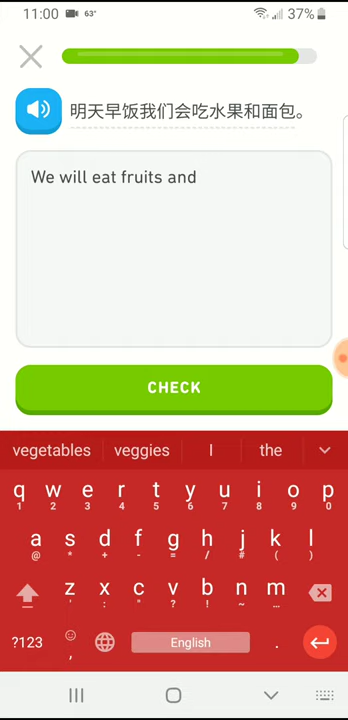 11:00 63° 37%
明天早饭我们会吃水果和面包。
We will eat fruits and
CHECK
vegetables veggies I the
q w e r t y u i o p
1 2 3 4 5 6 7 8 9 0
a s d f g h j k l
@ * + - = / # ( )
z x c v b n m
' : " ? ! ~ …
?123 , English .